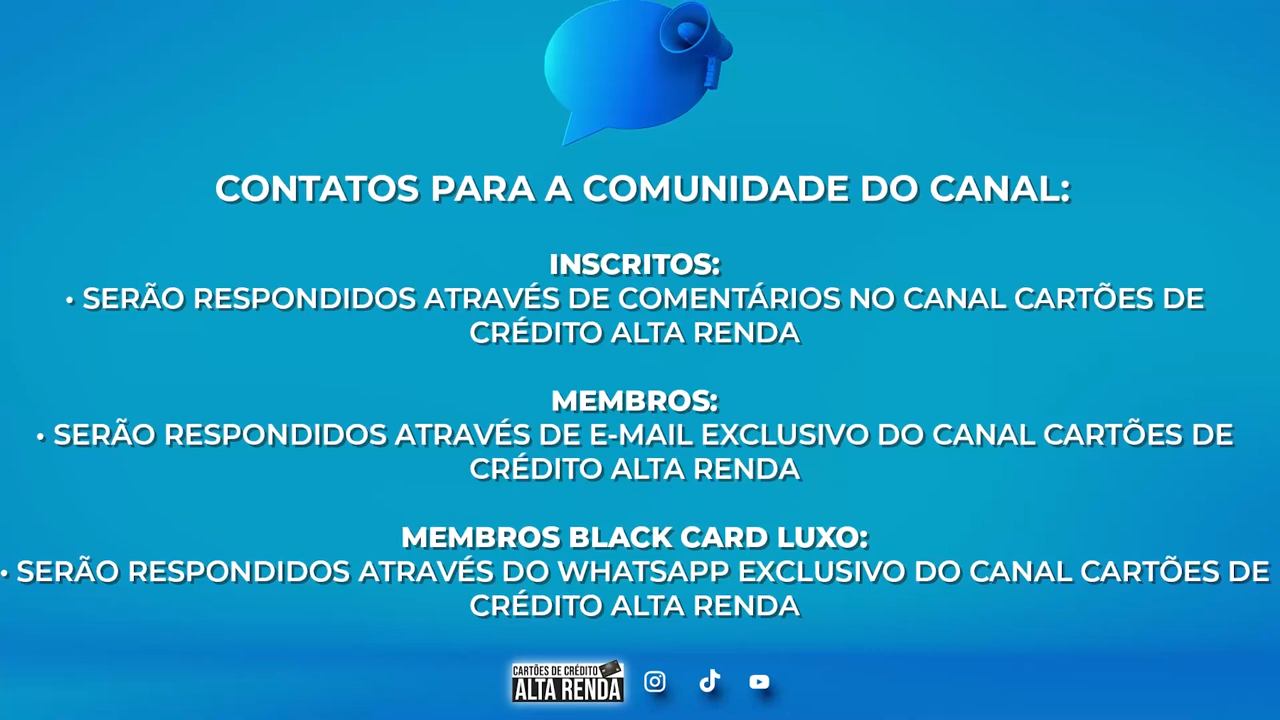 CONTATOS PARA A COMUNIDADE DO CANAL:
INSCRITOS:
• SERÃO RESPONDIDOS ATRAVÉS DE COMENTÁRIOS NO CANAL CARTÕES DE
CRÉDITO ALTA RENDA
MEMBROS:
• SERÃO RESPONDIDOS ATRAVÉS DE E-MAIL EXCLUSIVO DO CANAL CARTÕES DE
CRÉDITO ALTA RENDA
MEMBROS BLACK CARD LUXO:
• SERÃO RESPONDIDOS ATRAVÉS DO WHATSAPP EXCLUSIVO DO CANAL CARTÕES DE
CRÉDITO ALTA RENDA
CARTÕES DE CRÉDITO
ALTA RENDA